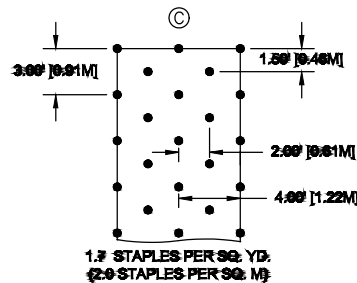 C
3.00' [0.91M]
1.50' [0.46M]
2.00' [0.61M]
4.00' [1.22M]
1.7 STAPLES PER SQ. YD.
(2.0 STAPLES PER SQ. M)